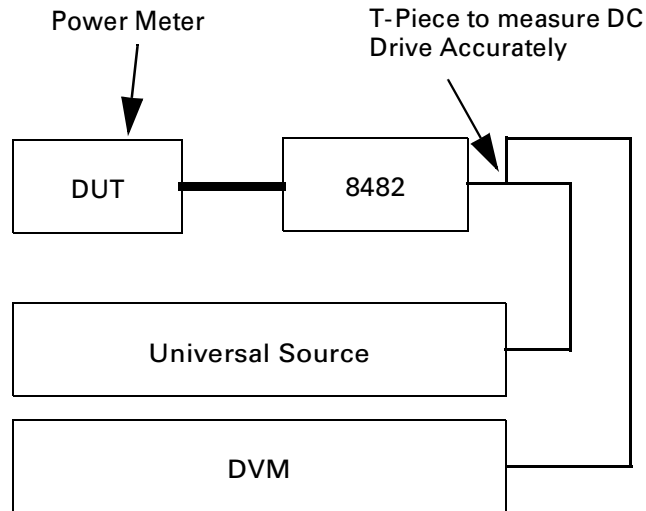 Power Meter
T-Piece to measure DC
Drive Accurately
DUT
8482
Universal Source
DVM